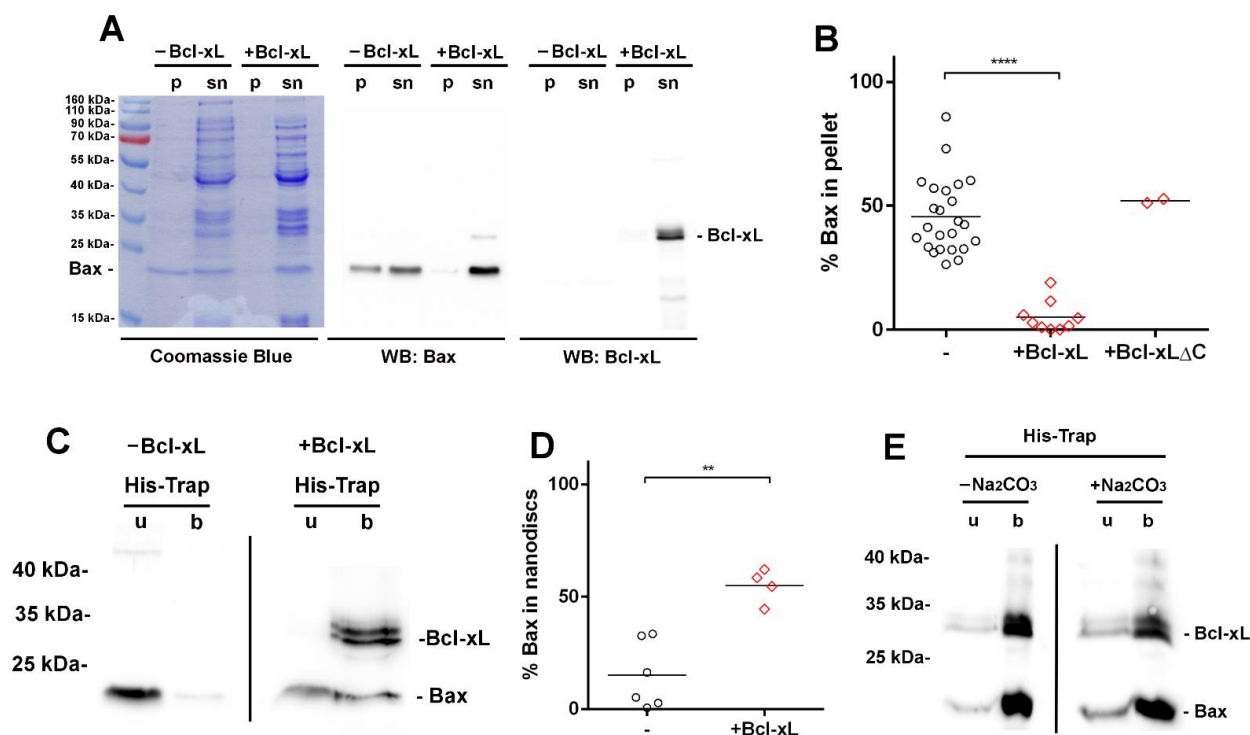 A
−Bcl-xL +Bcl-xL −Bcl-xL +Bcl-xL −Bcl-xL +Bcl-xL
p sn p sn p sn p sn p sn p sn
160 kDa-
110 kDa-
90 kDa-
70 kDa-
55 kDa-
40 kDa-
35 kDa-
25 kDa-
Bax -
15 kDa-
- Bcl-xL
Coomassie Blue WB: Bax WB: Bcl-xL
B
% Bax in pellet
100
50
0
****
- +Bcl-xL +Bcl-xLΔC
C
−Bcl-xL +Bcl-xL
His-Trap His-Trap
u b u b
40 kDa-
35 kDa-
25 kDa-
-Bcl-xL
- Bax
D
% Bax in nanodiscs
100
50
0
**
- +Bcl-xL
E
His-Trap
−Na₂CO₃ +Na₂CO₃
u b u b
40 kDa-
35 kDa-
25 kDa-
- Bcl-xL
- Bax